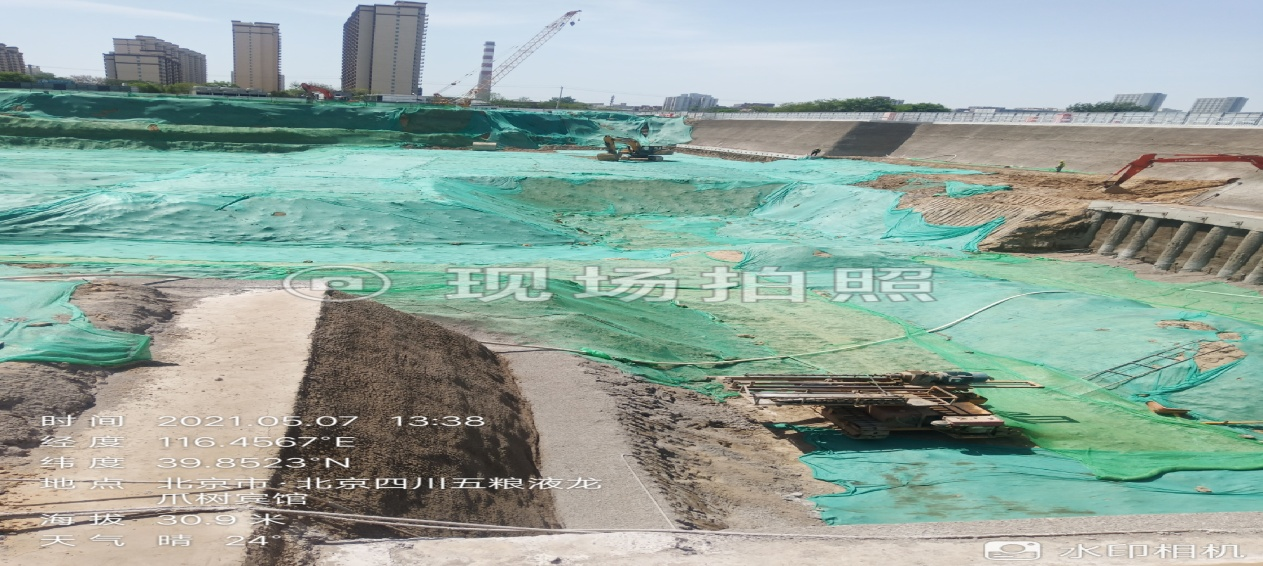 现场拍照
时间 2021.05.07 13:38
经度 116.4567°E
纬度 39.8523°N
地点 北京市·北京四川五粮液龙
爪树宾馆
海拔 30.9米
天气 晴 24°
水印相机